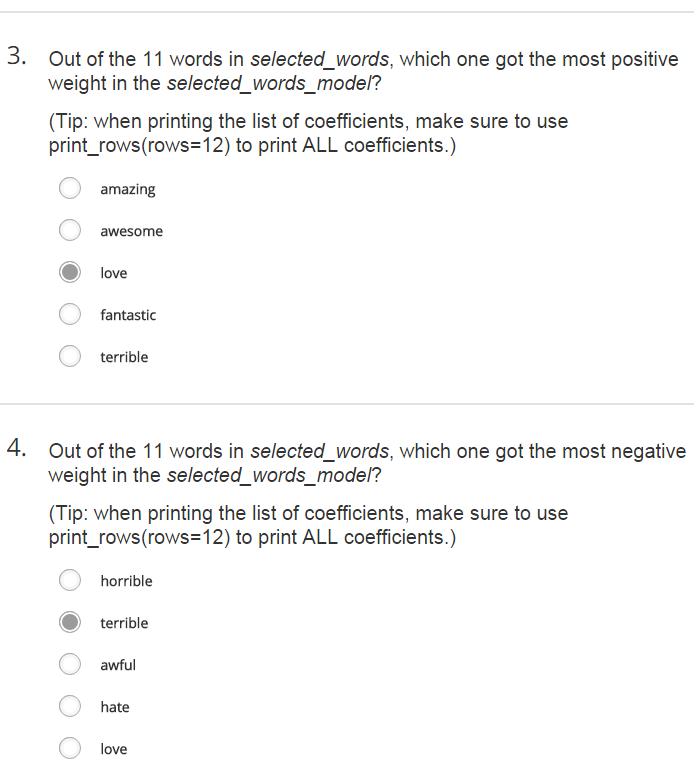 3. Out of the 11 words in selected_words, which one got the most positive
weight in the selected_words_model?
(Tip: when printing the list of coefficients, make sure to use
print_rows(rows=12) to print ALL coefficients.)
amazing
awesome
love
fantastic
terrible
4. Out of the 11 words in selected_words, which one got the most negative
weight in the selected_words_model?
(Tip: when printing the list of coefficients, make sure to use
print_rows(rows=12) to print ALL coefficients.)
horrible
terrible
awful
hate
love